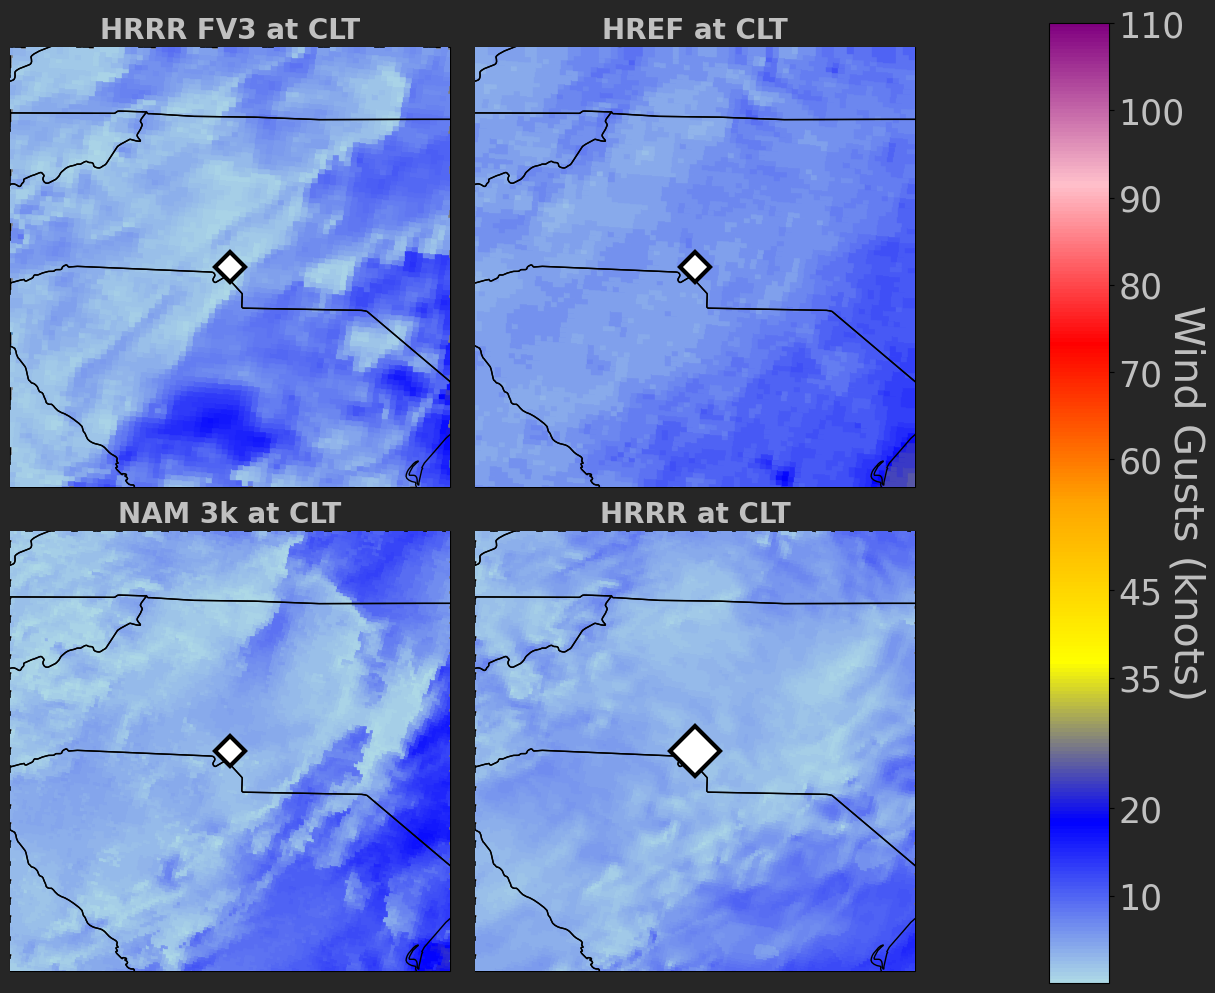 HRRR FV3 at CLT
HREF at CLT
NAM 3k at CLT
HRRR at CLT
110
100
90
80
70
60
45
35
20
10
Wind Gusts (knots)